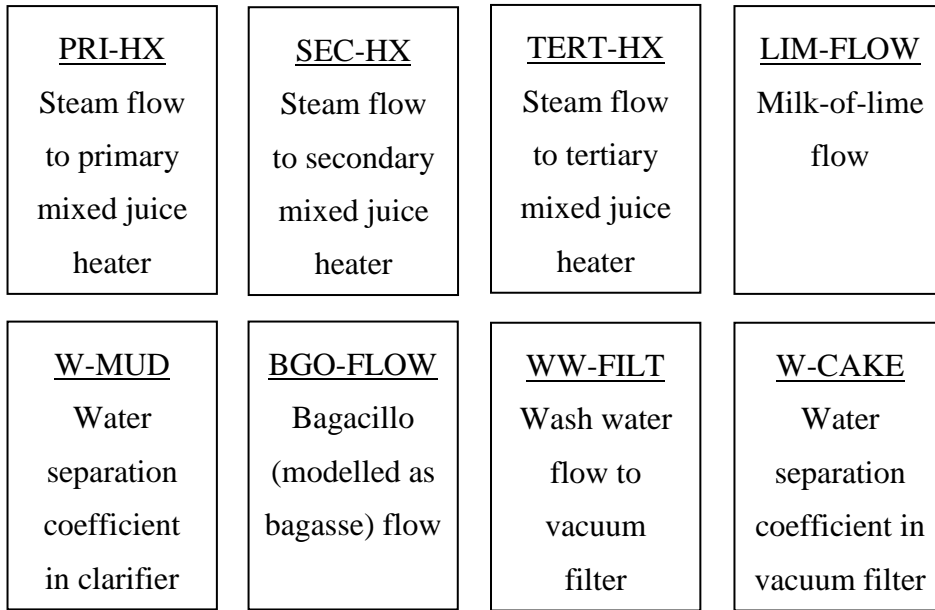 PRI-HX
Steam flow
to primary
mixed juice
heater
SEC-HX
Steam flow
to secondary
mixed juice
heater
TERT-HX
Steam flow
to tertiary
mixed juice
heater
LIM-FLOW
Milk-of-lime
flow
W-MUD
Water
separation
coefficient
in clarifier
BGO-FLOW
Bagacillo
(modelled as
bagasse) flow
WW-FILT
Wash water
flow to
vacuum
filter
W-CAKE
Water
separation
coefficient in
vacuum filter